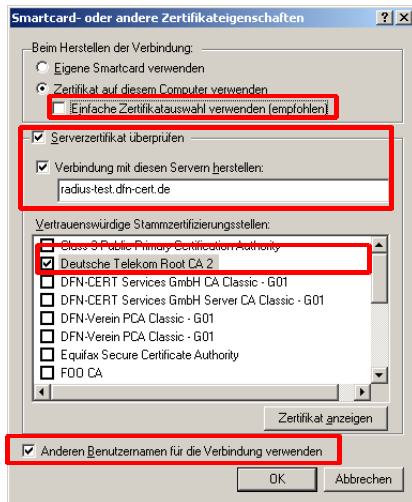 Smartcard- oder andere Zertifikateigenschaften
Beim Herstellen der Verbindung:
Eigene Smartcard verwenden
Zertifikat auf diesem Computer verwenden
Einfache Zertifikatauswahl verwenden (empfohlen)
Serverzertifikat überprüfen
Verbindung mit diesen Servern herstellen:
radius-test.dfn-cert.de
Vertrauenswürdige Stammzertifizierungsstellen:
Class 3 Public Primary Certification Authority
Deutsche Telekom Root CA 2
DFN-CERT Services GmbH CA Classic - G01
DFN-CERT Services GmbH Server CA Classic - G01
DFN-Verein PCA Classic - G01
DFN-Verein PCA Classic - G01
Equifax Secure Certificate Authority
FOO CA
Zertifikat anzeigen
Anderen Benutzernamen für die Verbindung verwenden
OK Abbrechen